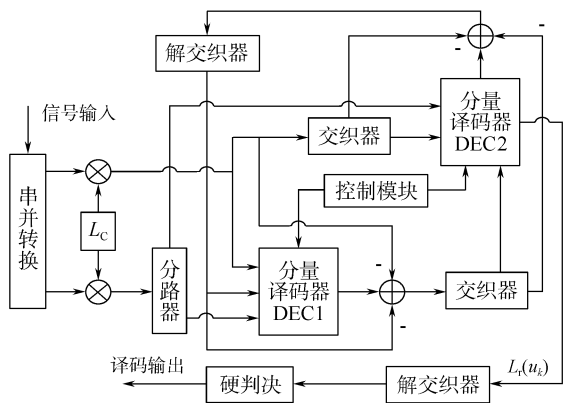 解交织器
信号输入
串并转换
L_C
分路器
交织器
分量
译码器
DEC2
控制模块
分量
译码器
DEC1
交织器
-
-
-
-
译码输出
硬判决
解交织器
L_r(u_k)